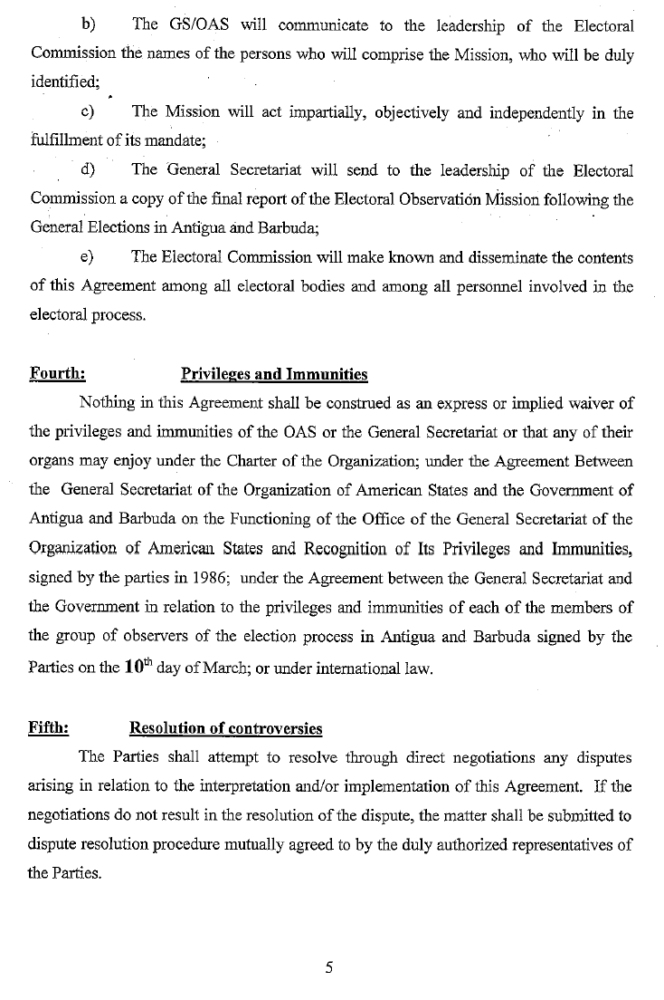 b) The GS/OAS will communicate to the leadership of the Electoral
Commission the names of the persons who will comprise the Mission, who will be duly
identified;
c) The Mission will act impartially, objectively and independently in the
fulfillment of its mandate;
d) The General Secretariat will send to the leadership of the Electoral
Commission a copy of the final report of the Electoral Observation Mission following the
General Elections in Antigua and Barbuda;
e) The Electoral Commission will make known and disseminate the contents
of this Agreement among all electoral bodies and among all personnel involved in the
electoral process.
Fourth: Privileges and Immunities
Nothing in this Agreement shall be construed as an express or implied waiver of
the privileges and immunities of the OAS or the General Secretariat or that any of their
organs may enjoy under the Charter of the Organization; under the Agreement Between
the General Secretariat of the Organization of American States and the Government of
Antigua and Barbuda on the Functioning of the Office of the General Secretariat of the
Organization of American States and Recognition of Its Privileges and Immunities,
signed by the parties in 1986; under the Agreement between the General Secretariat and
the Government in relation to the privileges and immunities of each of the members of
the group of observers of the election process in Antigua and Barbuda signed by the
Parties on the 10th day of March; or under international law.
Fifth: Resolution of controversies
The Parties shall attempt to resolve through direct negotiations any disputes
arising in relation to the interpretation and/or implementation of this Agreement. If the
negotiations do not result in the resolution of the dispute, the matter shall be submitted to
dispute resolution procedure mutually agreed to by the duly authorized representatives of
the Parties.
5